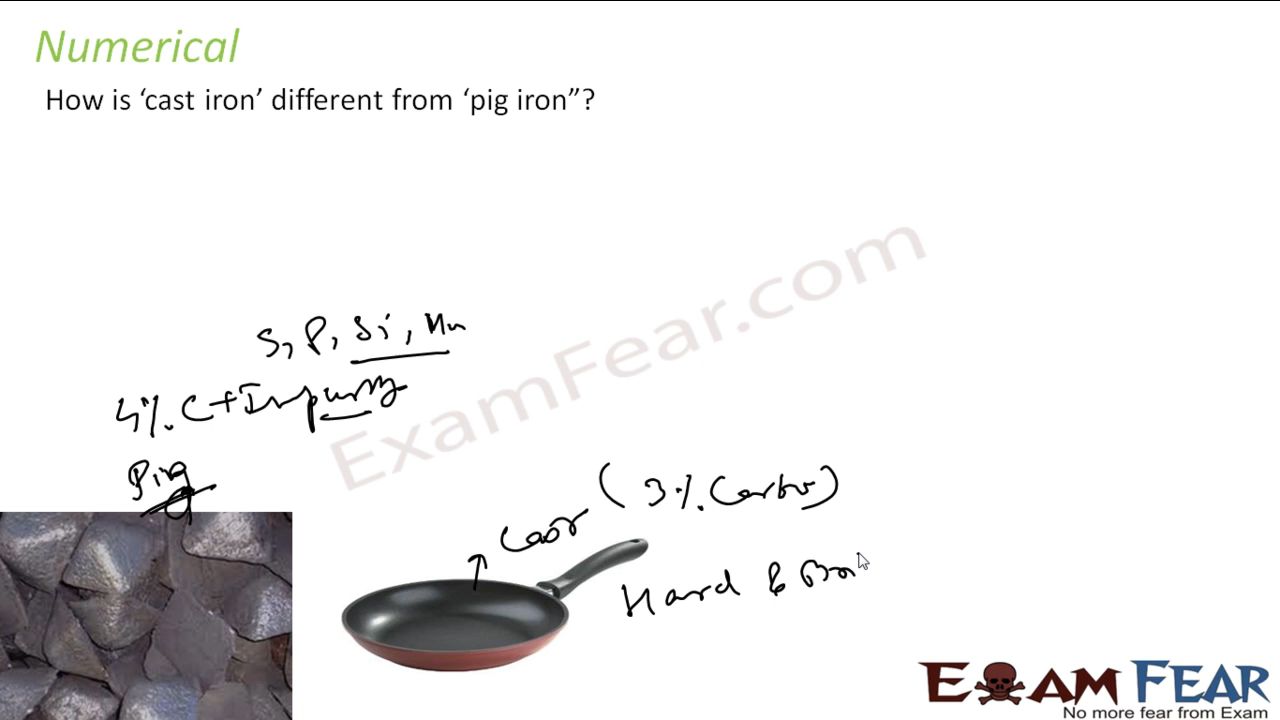 Numerical
How is ‘cast iron’ different from ‘pig iron”?
ExamFear.com
S, P, Si, Mn
4%. C + Impurity
Pig
Cast (3%. Carbon)
Hard &
EXAM FEAR
No more fear from Exam